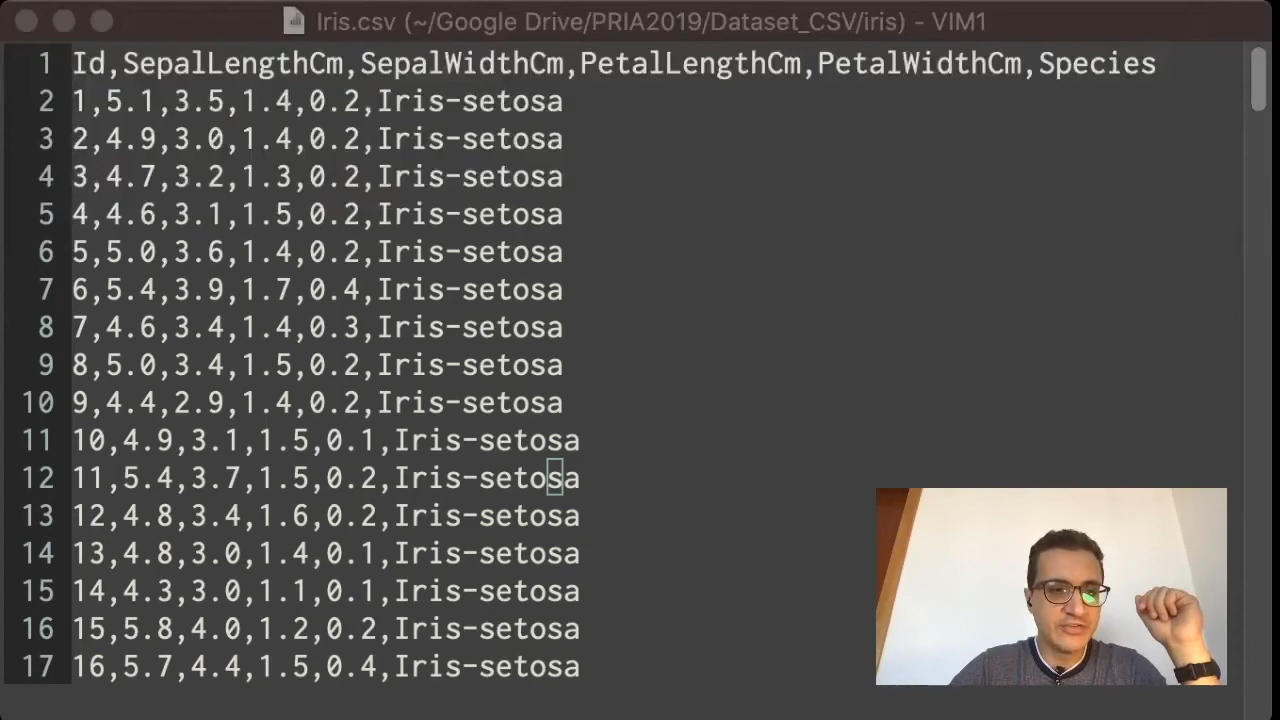 Iris.csv (~/Google Drive/PRIA2019/Dataset_CSV/iris) - VIM1
1 Id,SepalLengthCm,SepalWidthCm,PetalLengthCm,PetalWidthCm,Species
2 1,5.1,3.5,1.4,0.2,Iris-setosa
3 2,4.9,3.0,1.4,0.2,Iris-setosa
4 3,4.7,3.2,1.3,0.2,Iris-setosa
5 4,4.6,3.1,1.5,0.2,Iris-setosa
6 5,5.0,3.6,1.4,0.2,Iris-setosa
7 6,5.4,3.9,1.7,0.4,Iris-setosa
8 7,4.6,3.4,1.4,0.3,Iris-setosa
9 8,5.0,3.4,1.5,0.2,Iris-setosa
10 9,4.4,2.9,1.4,0.2,Iris-setosa
11 10,4.9,3.1,1.5,0.1,Iris-setosa
12 11,5.4,3.7,1.5,0.2,Iris-setosa
13 12,4.8,3.4,1.6,0.2,Iris-setosa
14 13,4.8,3.0,1.4,0.1,Iris-setosa
15 14,4.3,3.0,1.1,0.1,Iris-setosa
16 15,5.8,4.0,1.2,0.2,Iris-setosa
17 16,5.7,4.4,1.5,0.4,Iris-setosa